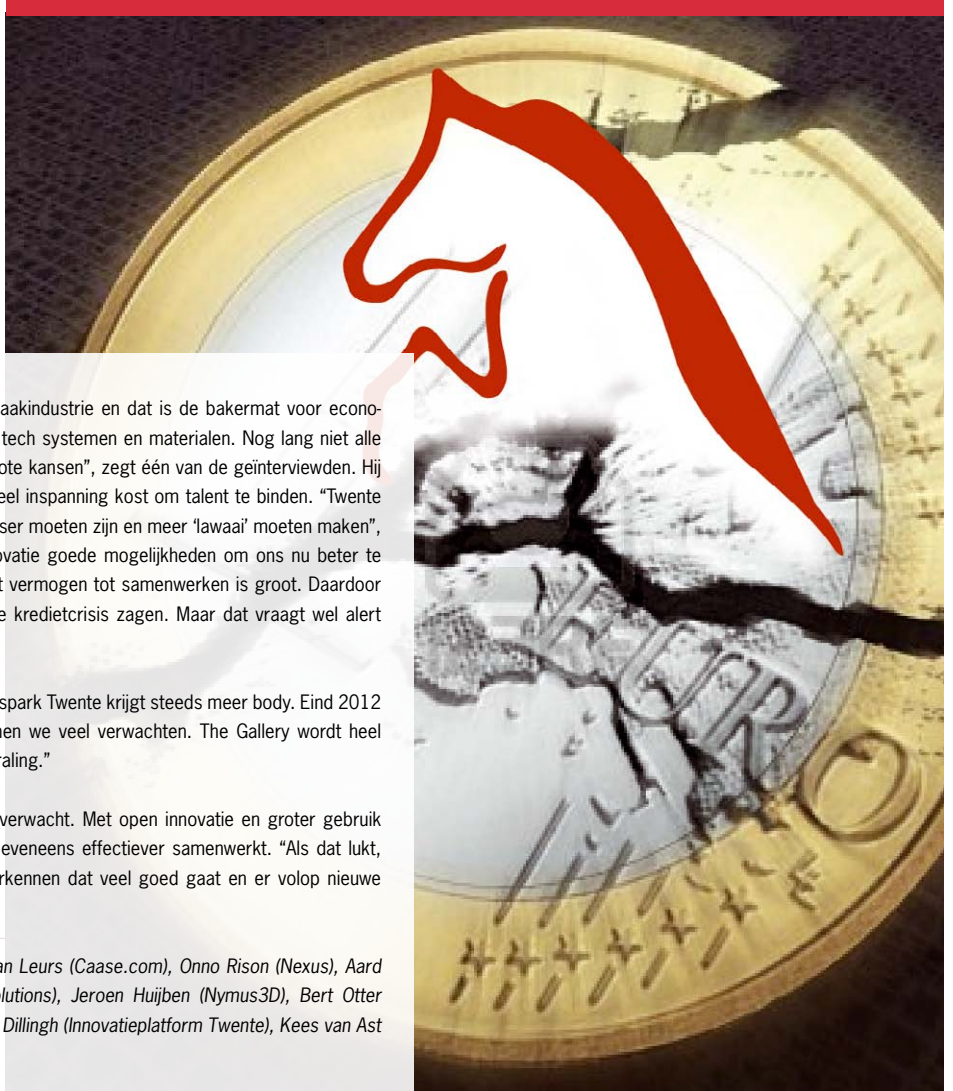 aakindustrie en dat is de bakermat voor econo-
tech systemen en materialen. Nog lang niet alle
ote kansen”, zegt één van de geïnterviewden. Hij
eel inspanning kost om talent te binden. “Twente
ser moeten zijn en meer ‘lawaai’ moeten maken”,
ovatie goede mogelijkheden om ons nu beter te
t vermogen tot samenwerken is groot. Daardoor
e kredietcrisis zagen. Maar dat vraagt wel alert
spark Twente krijgt steeds meer body. Eind 2012
nen we veel verwachten. The Gallery wordt heel
raling.”
verwacht. Met open innovatie en groter gebruik
eveneens effectiever samenwerkt. “Als dat lukt,
rkennen dat veel goed gaat en er volop nieuwe
an Leurs (Caase.com), Onno Rison (Nexus), Aard
olutions), Jeroen Huijben (Nymus3D), Bert Otter
Dillingh (Innovatieplatform Twente), Kees van Ast
EURO